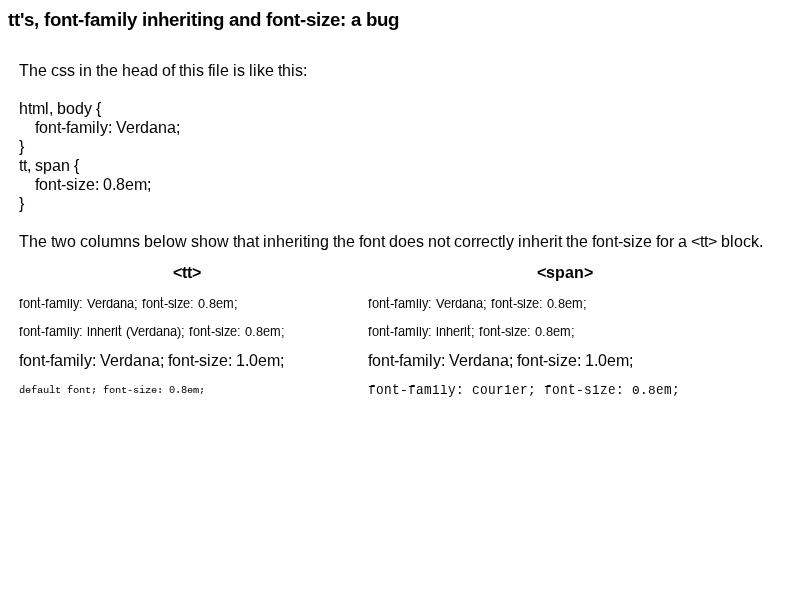 tt's, font-family inheriting and font-size: a bug
The css in the head of this file is like this:
html, body {
font-family: Verdana;
}
tt, span {
font-size: 0.8em;
}
The two columns below show that inheriting the font does not correctly inherit the font-size for a <tt> block.
<tt> <span>
font-family: Verdana; font-size: 0.8em; font-family: Verdana; font-size: 0.8em;
font-family: inherit (Verdana); font-size: 0.8em; font-family: inherit; font-size: 0.8em;
font-family: Verdana; font-size: 1.0em; font-family: Verdana; font-size: 1.0em;
default font; font-size: 0.8em; font-family: courier; font-size: 0.8em;